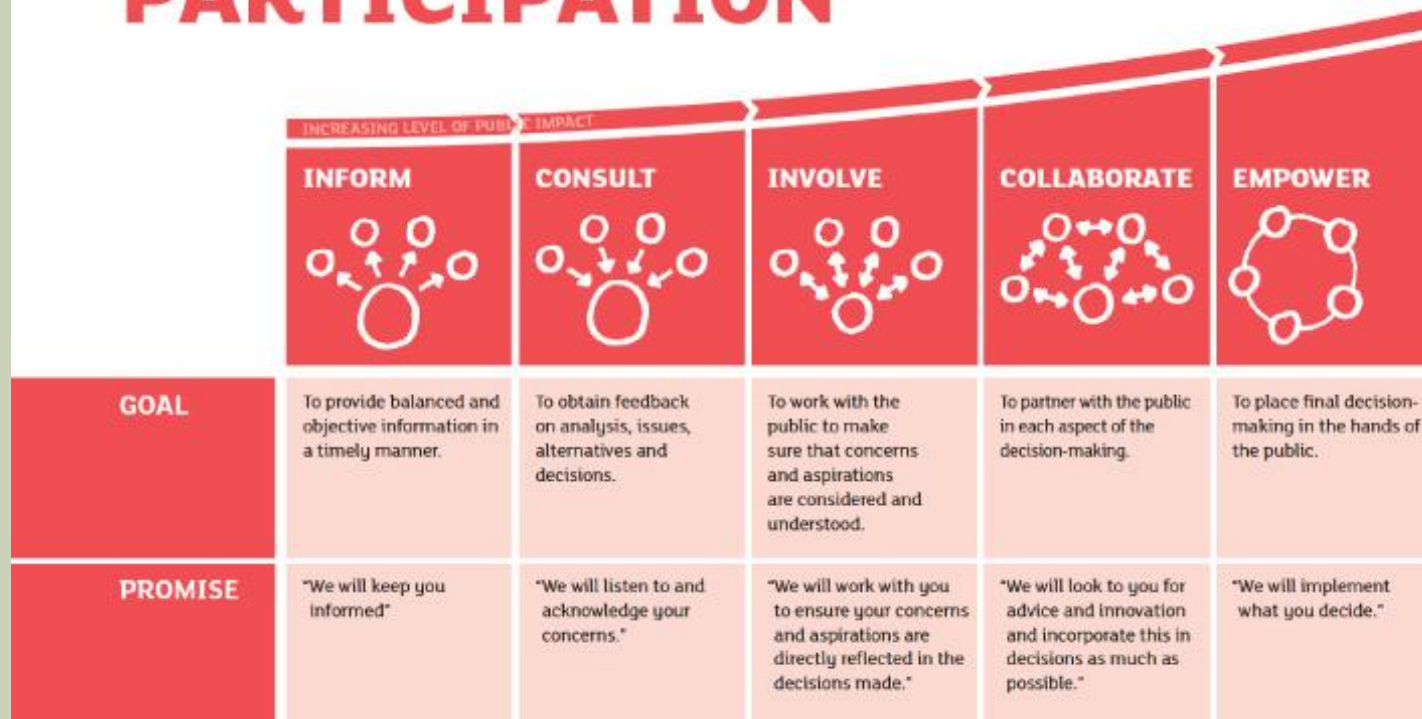 PARTICIPATION
INCREASING LEVEL OF PUBLIC IMPACT
INFORM
CONSULT
INVOLVE
COLLABORATE
EMPOWER
GOAL
To provide balanced and
objective information in
a timely manner.
To obtain feedback
on analysis, issues,
alternatives and
decisions.
To work with the
public to make
sure that concerns
and aspirations
are considered and
understood.
To partner with the public
in each aspect of the
decision-making.
To place final decision-
making in the hands of
the public.
PROMISE
“We will keep you
informed”
“We will listen to and
acknowledge your
concerns.”
“We will work with you
to ensure your concerns
and aspirations are
directly reflected in the
decisions made.”
“We will look to you for
advice and innovation
and incorporate this in
decisions as much as
possible.”
“We will implement
what you decide.”